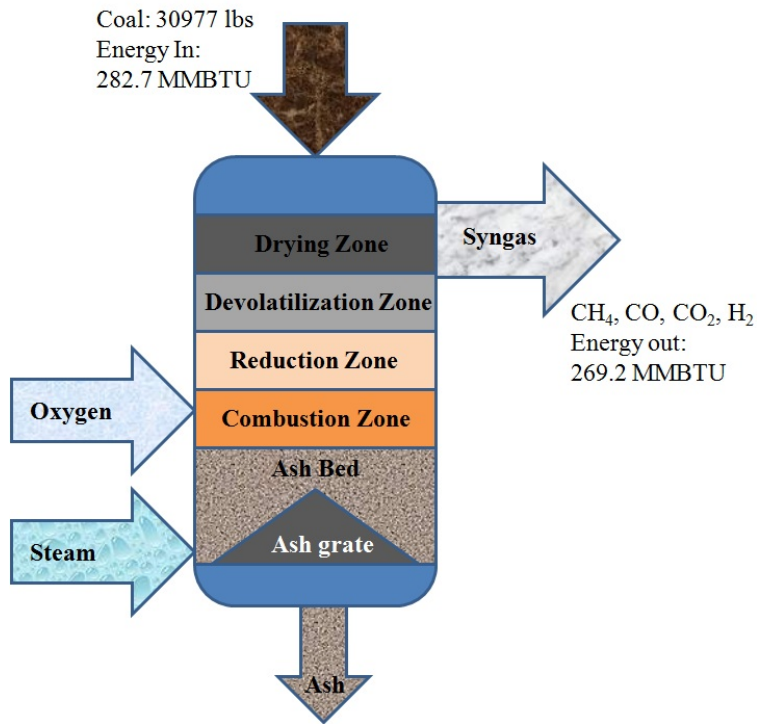 Coal: 30977 lbs
Energy In:
282.7 MMBTU
Drying Zone
Syngas
Devolatilization Zone
CH₄, CO, CO₂, H₂
Energy out:
269.2 MMBTU
Reduction Zone
Oxygen
Combustion Zone
Ash Bed
Steam
Ash grate
Ash